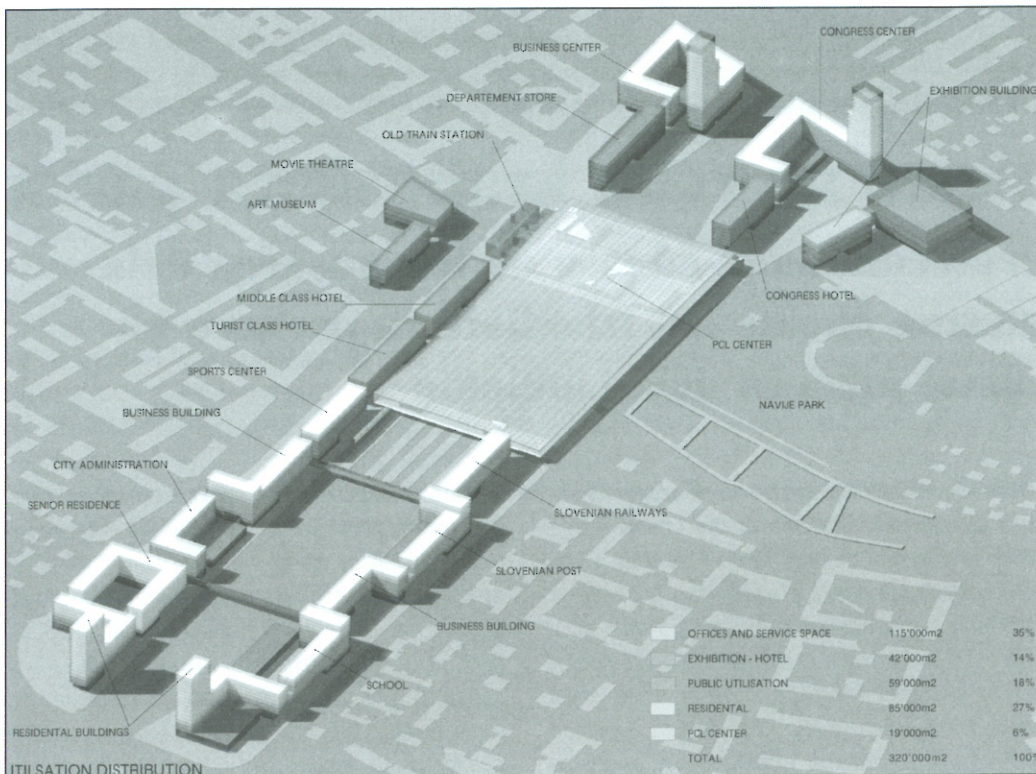 BUSINESS CENTER
CONGRESS CENTER
DEPARTEMENT STORE
EXHIBITION BUILDING
OLD TRAIN STATION
MOVIE THEATRE
ART MUSEUM
MIDDLE CLASS HOTEL
CONGRESS HOTEL
TURIST CLASS HOTEL
PCL CENTER
SPORTS CENTER
NAVIJE PARK
BUSINESS BUILDING
CITY ADMINISTRATION
SENIOR RESIDENCE
SLOVENIAN RAILWAYS
SLOVENIAN POST
BUSINESS BUILDING
SCHOOL
RESIDENTAL BUILDINGS
OFFICES AND SERVICE SPACE 115'000m2 35%
EXHIBITION - HOTEL 42'000m2 14%
PUBLIC UTILISATION 59'000m2 18%
RESIDENTAL 85'000m2 27%
PCL CENTER 19'000m2 6%
TOTAL 320'000m2 100%
UTILSATION DISTRIBUTION